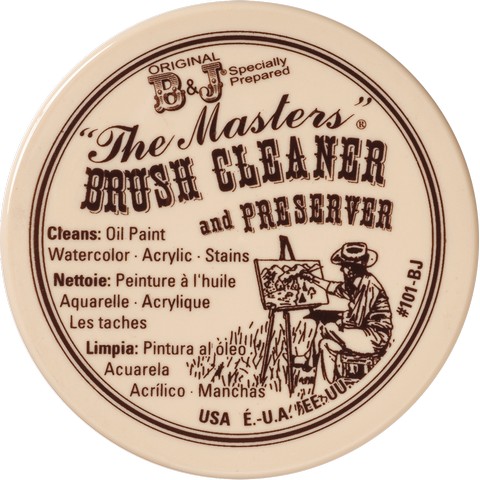 ORIGINAL
B&J Specially
Prepared
“The Masters”®
BRUSH CLEANER
and PRESERVER
Cleans: Oil Paint
Watercolor · Acrylic · Stains
Nettoie: Peinture à l'huile
Aquarelle · Acrylique
Les taches
Limpia: Pintura al óleo
Acuarela
Acrílico · Manchas
USA É.-U.A. EE.UU.
#101-BJ